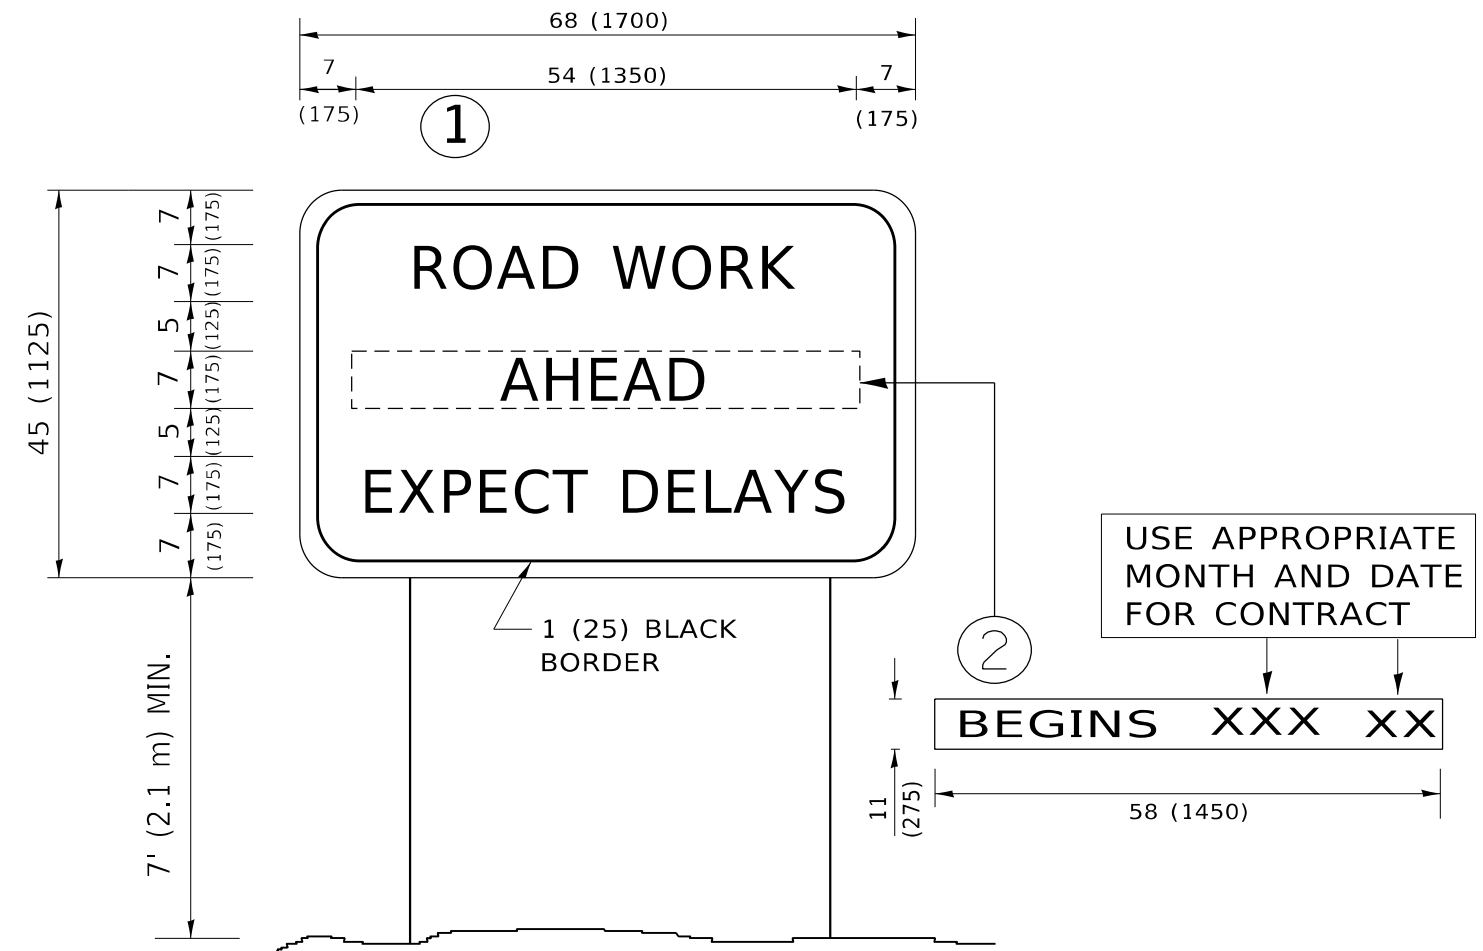 68 (1700)
7
54 (1350)
7
(175)
(175)
1
7
(175)
7
(175)
5
(125)
7
(175)
5
(125)
7
(175)
7
(175)
45 (1125)
ROAD WORK
AHEAD
EXPECT DELAYS
1 (25) BLACK
BORDER
7' (2.1 m) MIN.
USE APPROPRIATE
MONTH AND DATE
FOR CONTRACT
2
BEGINS XXX XX
11
(275)
58 (1450)